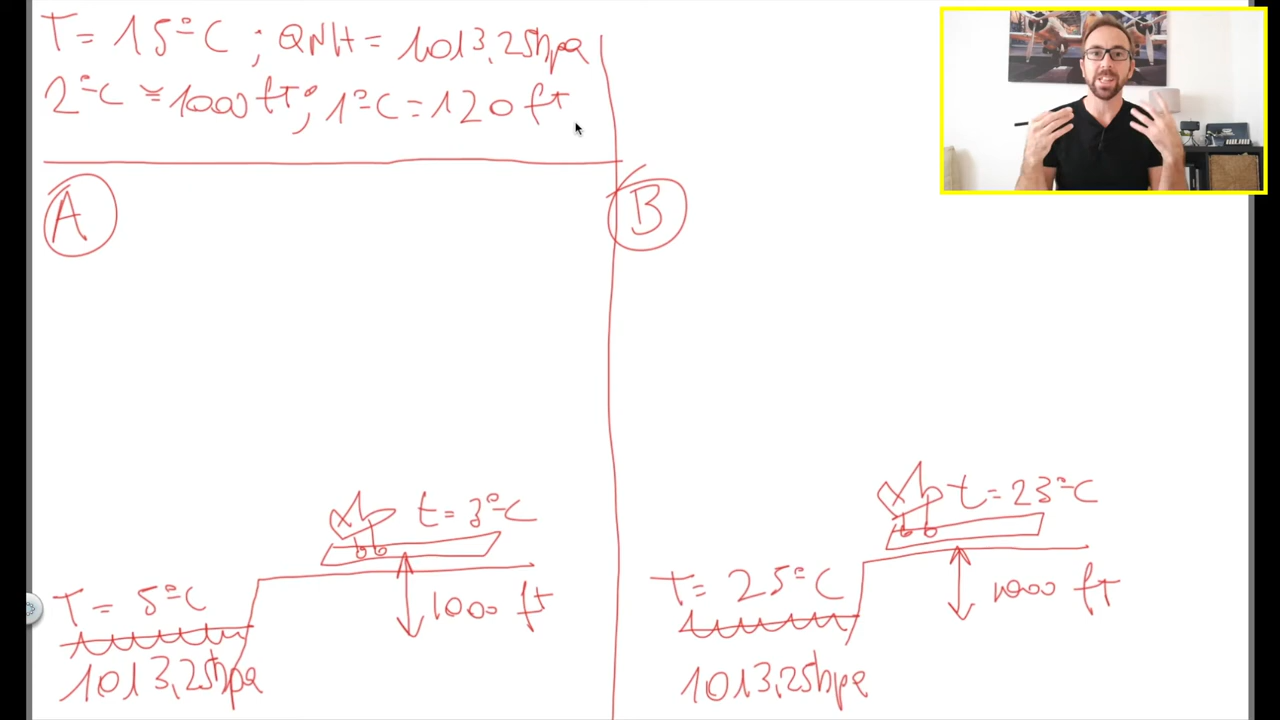 T = 15°C ; QNH = 1013,25hpa
2°C ≃ 1000 ft ; 1°C = 120 ft
A
B
t = 3°C
T = 5°C
1000 ft
1013,25hpa
t = 23°C
T = 25°C
1000 ft
1013,25hpa